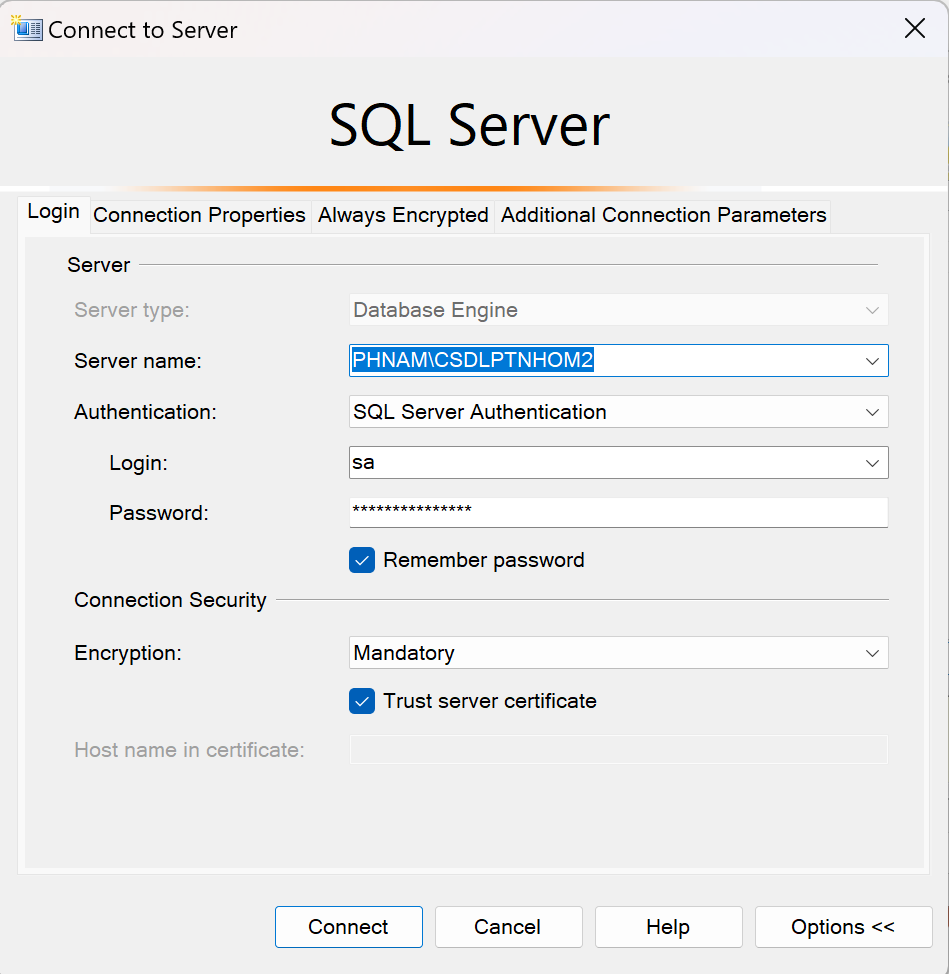 Connect to Server
SQL Server
Login Connection Properties Always Encrypted Additional Connection Parameters
Server
Server type: Database Engine
Server name: PHNAM\CSDLPTNHOM2
Authentication: SQL Server Authentication
Login: sa
Password: ***************
Remember password
Connection Security
Encryption: Mandatory
Trust server certificate
Host name in certificate:
Connect Cancel Help Options <<